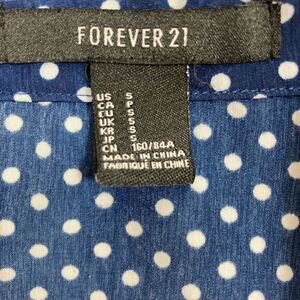 FOREVER 21
US S
CA P
EU S
UK S
KR S
JP S
CN 160/84A
MADE IN CHINA
FABRIQUÉ EN CHINE